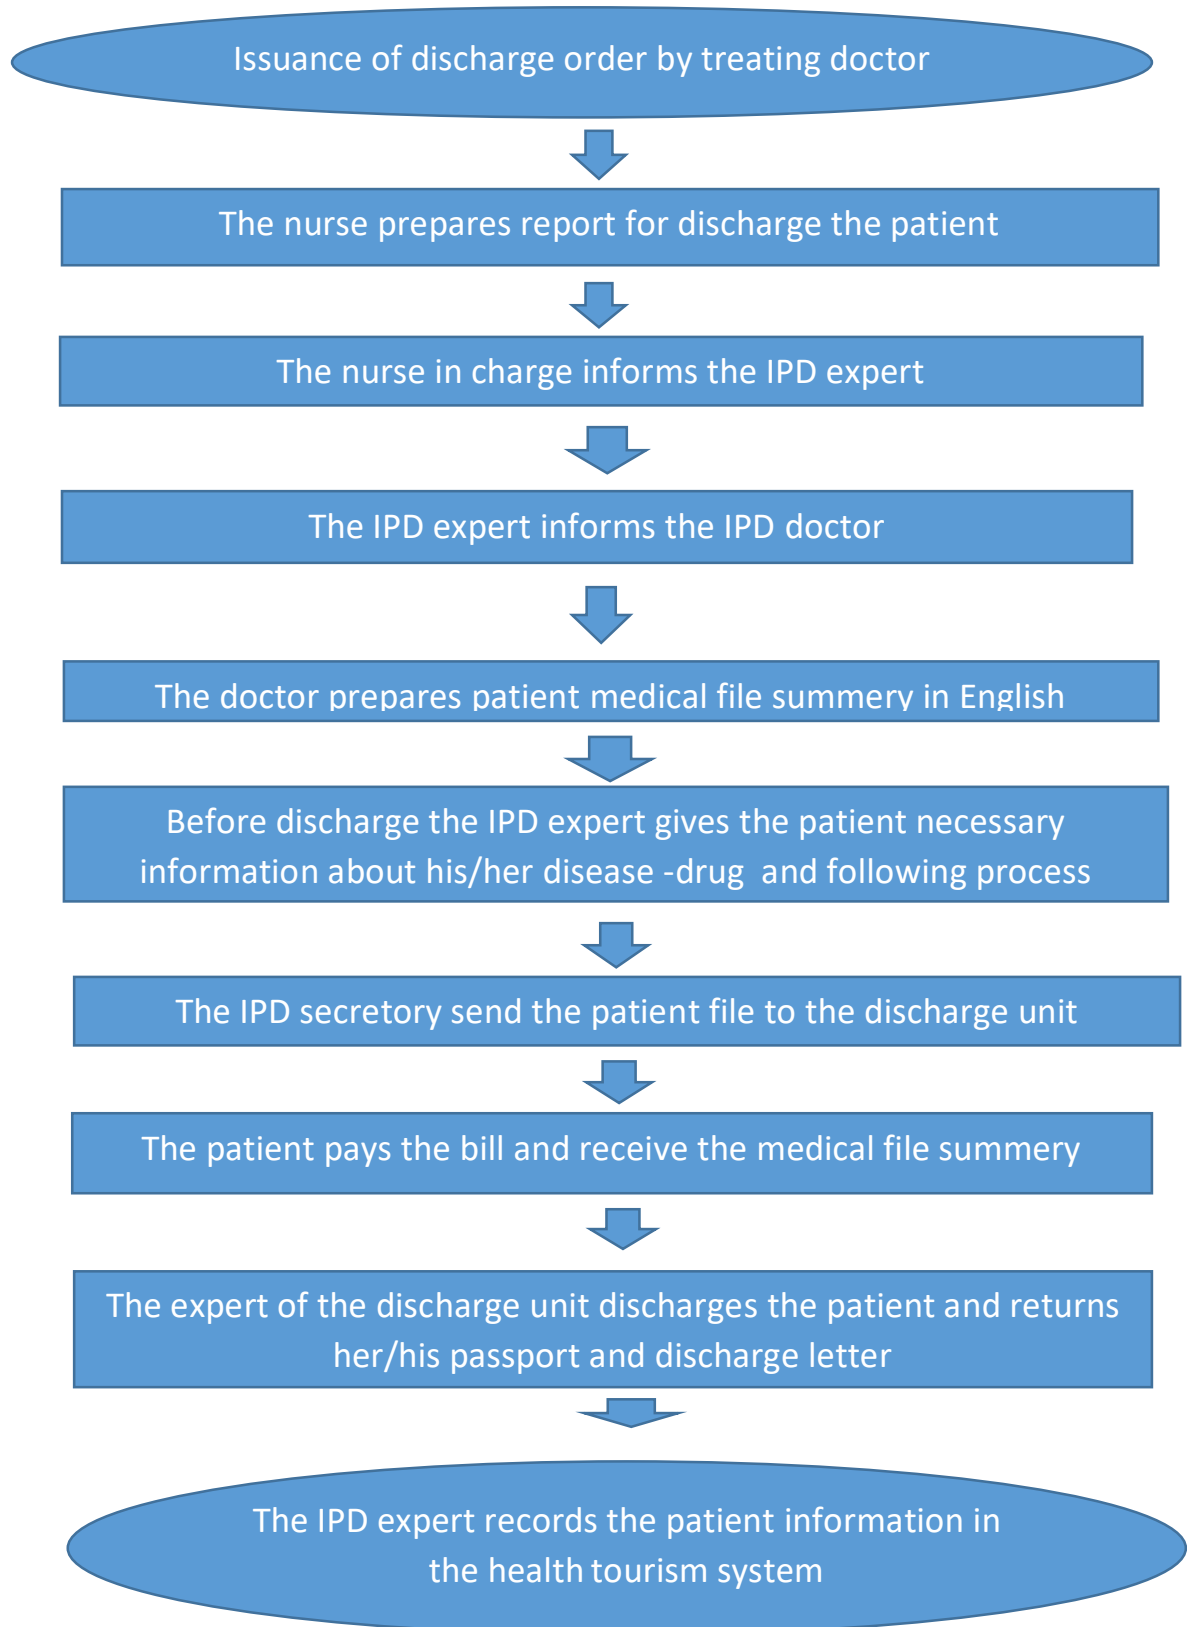 Issuance of discharge order by treating doctor
The nurse prepares report for discharge the patient
The nurse in charge informs the IPD expert
The IPD expert informs the IPD doctor
The doctor prepares patient medical file summery in English
Before discharge the IPD expert gives the patient necessary
information about his/her disease -drug  and following process
The IPD secretory send the patient file to the discharge unit
The patient pays the bill and receive the medical file summery
The expert of the discharge unit discharges the patient and returns
her/his passport and discharge letter
The IPD expert records the patient information in
the health tourism system